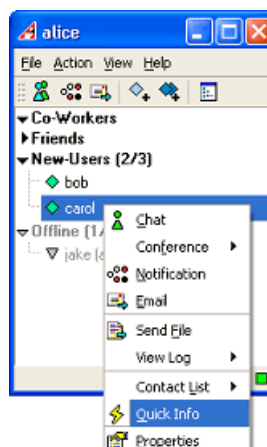 alice
File Action View Help
Co-Workers
Friends
New-Users (2/3)
bob
carol
Offline (1/
jake (a
Chat
Conference
Notification
Email
Send File
View Log
Contact List
Quick Info
Properties